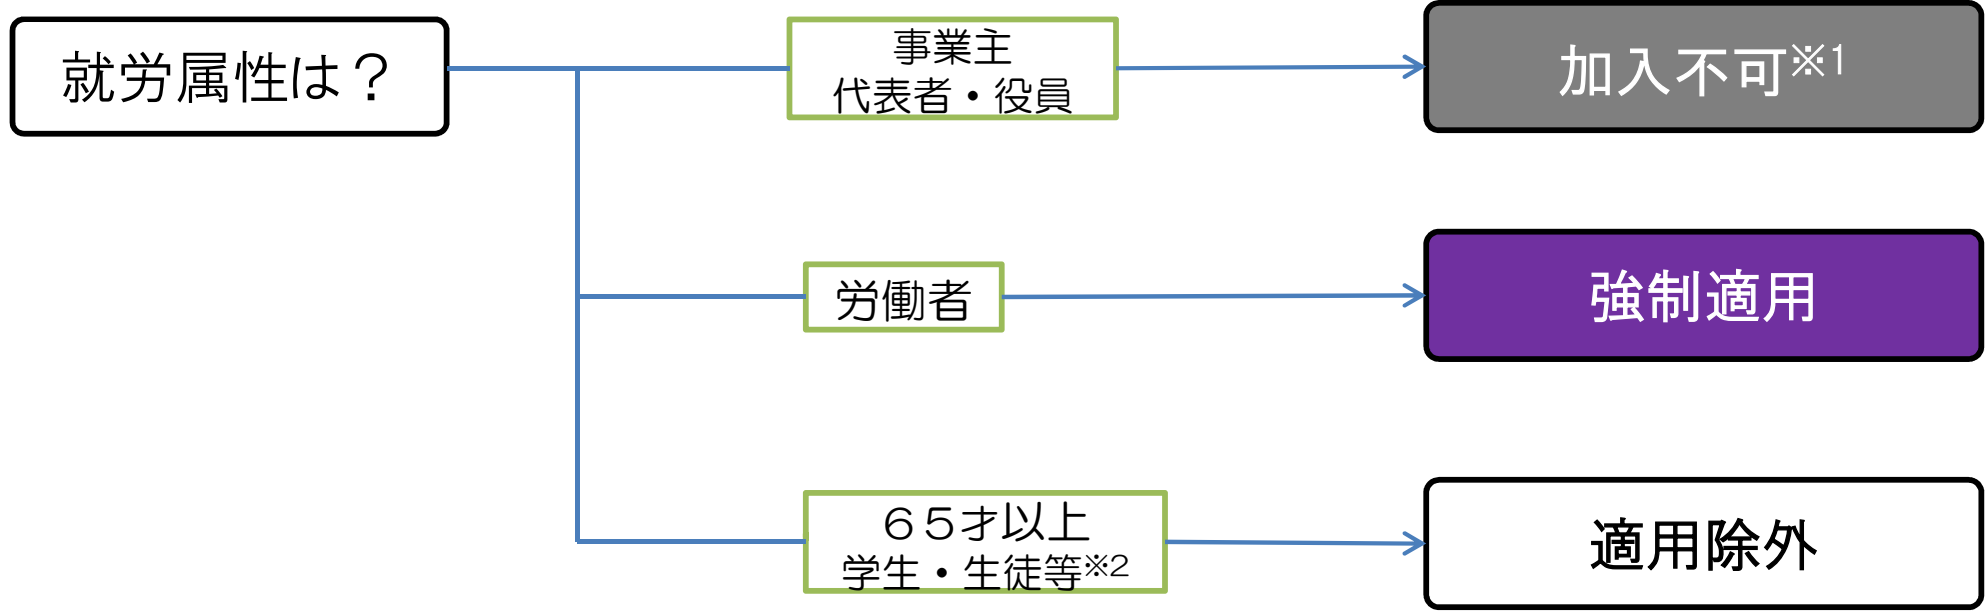 就労属性は？
事業主
代表者・役員
加入不可※1
労働者
強制適用
６５才以上
学生・生徒等※2
適用除外